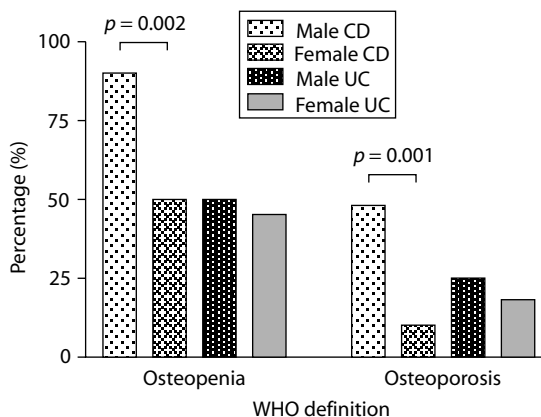 p = 0.002
100
75
50
25
0
Percentage (%)
Male CD
Female CD
Male UC
Female UC
p = 0.001
Osteopenia
Osteoporosis
WHO definition